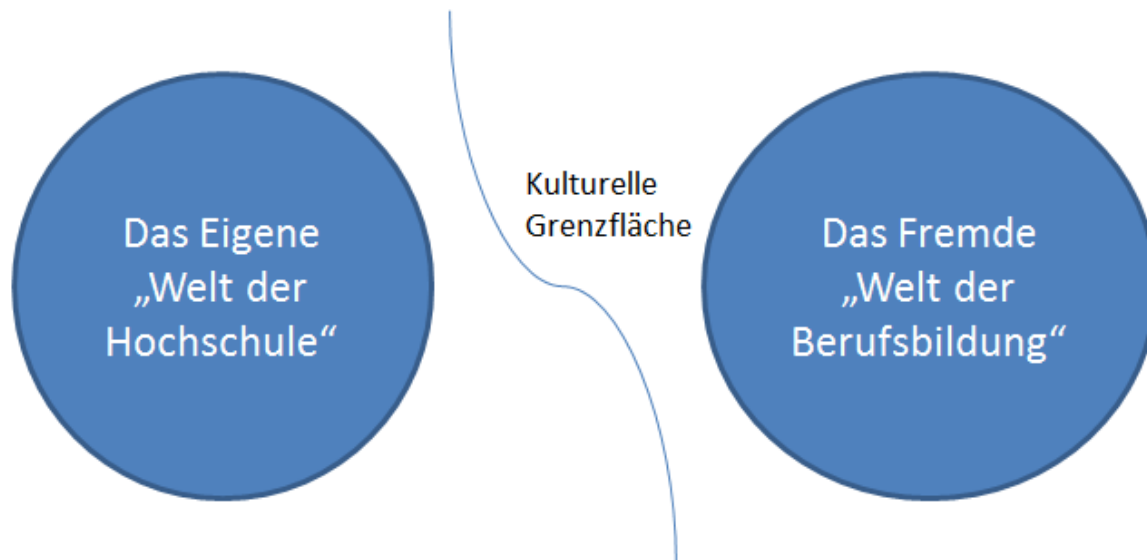 Das Eigene
„Welt der
Hochschule“
Kulturelle
Grenzfläche
Das Fremde
„Welt der
Berufsbildung“